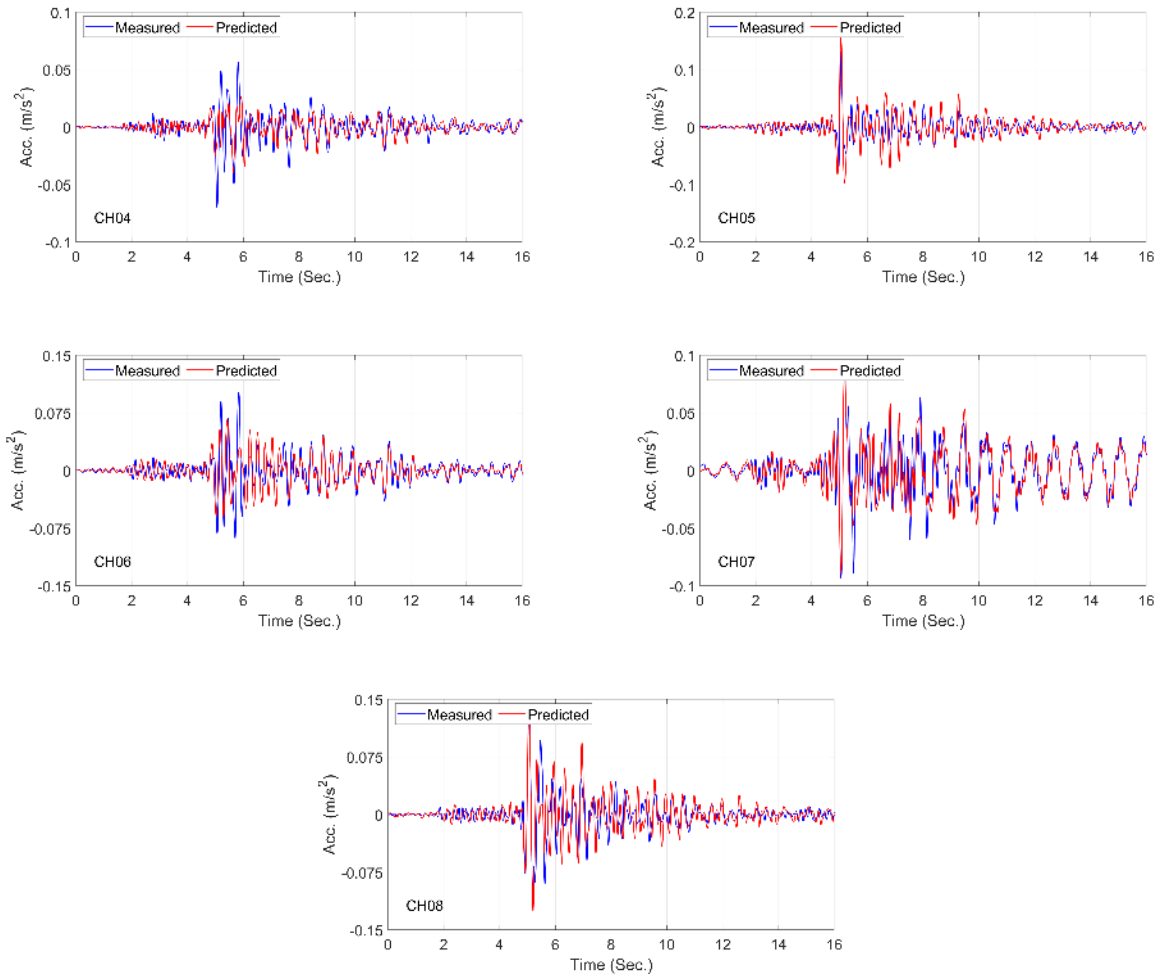 0.1
Measured Predicted
0.05
0
-0.05
-0.1
Acc. (m/s²)
CH04
0 2 4 6 8 10 12 14 16
Time (Sec.)
0.2
Measured Predicted
0.1
0
-0.1
-0.2
Acc. (m/s²)
CH05
0 2 4 6 8 10 12 14 16
Time (Sec.)
0.15
Measured Predicted
0.075
0
-0.075
-0.15
Acc. (m/s²)
CH06
0 2 4 6 8 10 12 14 16
Time (Sec.)
0.1
Measured Predicted
0.05
0
-0.05
-0.1
Acc. (m/s²)
CH07
0 2 4 6 8 10 12 14 16
Time (Sec.)
0.15
Measured Predicted
0.075
0
-0.075
-0.15
Acc. (m/s²)
CH08
0 2 4 6 8 10 12 14 16
Time (Sec.)